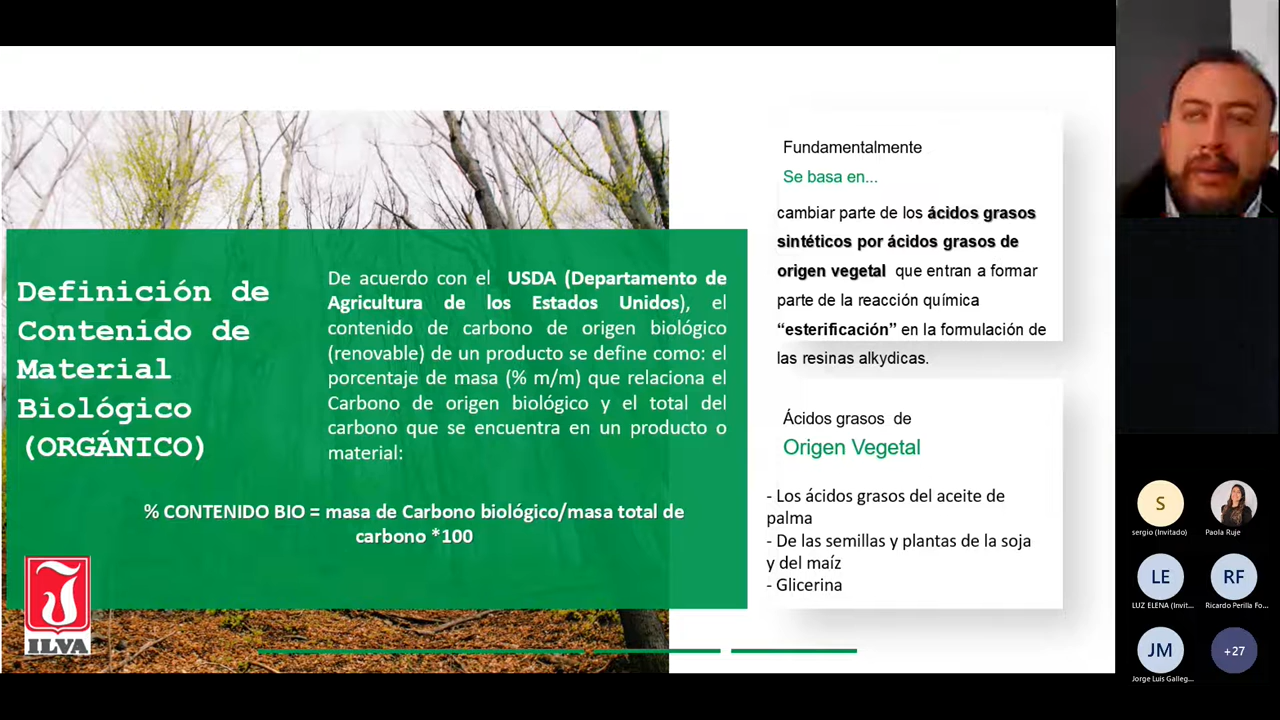 Definición de
Contenido de
Material
Biológico
(ORGÁNICO)
De acuerdo con el USDA (Departamento de
Agricultura de los Estados Unidos), el
contenido de carbono de origen biológico
(renovable) de un producto se define como: el
porcentaje de masa (% m/m) que relaciona el
Carbono de origen biológico y el total del
carbono que se encuentra en un producto o
material:
% CONTENIDO BIO = masa de Carbono biológico/masa total de
carbono *100
ILVA
Fundamentalmente
Se basa en...
cambiar parte de los ácidos grasos
sintéticos por ácidos grasos de
origen vegetal que entran a formar
parte de la reacción química
“esterificación” en la formulación de
las resinas alkydicas.
Ácidos grasos de
Origen Vegetal
- Los ácidos grasos del aceite de
palma
- De las semillas y plantas de la soja
y del maíz
- Glicerina
S
sergio (Invitado)
Paola Ruje
LE
LUZ ELENA (Invit...
RF
Ricardo Perilla Fo...
JM
Jorge Luis Galleg...
+27